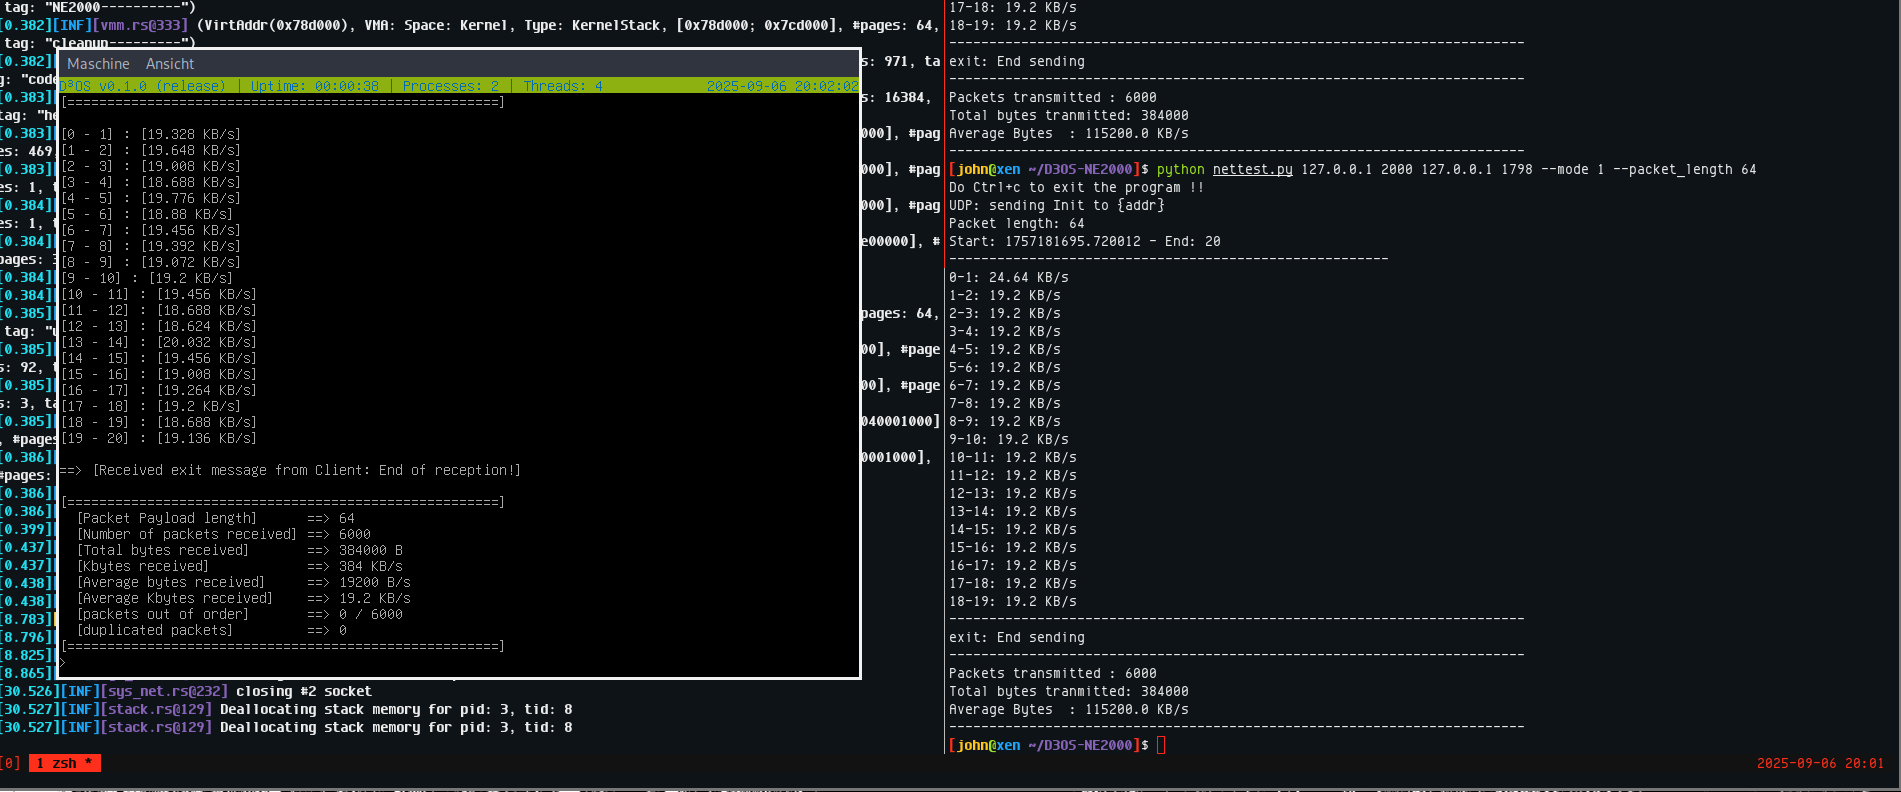 tag: "NE2000----------")
[0.382][INF][vmm.rs@333] (VirtAddr(0x78d000), VMA: Space: Kernel, Type: KernelStack, [0x78d000; 0x7cd000], #pages: 64,
tag: "cleanup---------")
[0.382]
s: 971, ta
g: "code
[0.383]
s: 16384,
tag: "he
[0.383]
000], #pag
es: 469,
[0.383]
000], #pag
es: 1, t
[0.384]
000], #pag
es: 1, t
[0.384]
e00000], #
pages: 3
[0.384]
[0.384]
[0.385]
pages: 64,
tag: "u
[0.385]
00], #page
s: 92, t
[0.385]
00], #page
s: 3, ta
[0.385]
040001000]
, #pages
[0.386]
0001000],
#pages:
[0.386]
[0.386]
[0.399]
[0.437]
[0.437]
[0.438]
[0.438]
[8.783]
[8.796]
[8.825]
[8.865]
[30.526][INF][sys_net.rs@232] closing #2 socket
[30.527][INF][stack.rs@129] Deallocating stack memory for pid: 3, tid: 8
[30.527][INF][stack.rs@129] Deallocating stack memory for pid: 3, tid: 8
Maschine Ansicht
D³OS v0.1.0 (release) | Uptime: 00:00:38 | Processes: 2 | Threads: 4 2025-09-06 20:02:02
[======================================================]
[0 - 1] : [19.328 KB/s]
[1 - 2] : [19.648 KB/s]
[2 - 3] : [19.008 KB/s]
[3 - 4] : [18.688 KB/s]
[4 - 5] : [19.776 KB/s]
[5 - 6] : [18.88 KB/s]
[6 - 7] : [19.456 KB/s]
[7 - 8] : [19.392 KB/s]
[8 - 9] : [19.072 KB/s]
[9 - 10] : [19.2 KB/s]
[10 - 11] : [19.456 KB/s]
[11 - 12] : [18.688 KB/s]
[12 - 13] : [18.624 KB/s]
[13 - 14] : [20.032 KB/s]
[14 - 15] : [19.456 KB/s]
[15 - 16] : [19.008 KB/s]
[16 - 17] : [19.264 KB/s]
[17 - 18] : [19.2 KB/s]
[18 - 19] : [18.688 KB/s]
[19 - 20] : [19.136 KB/s]
==> [Received exit message from Client: End of reception!]
[======================================================]
[Packet Payload length] ==> 64
[Number of packets received] ==> 6000
[Total bytes received] ==> 384000 B
[Kbytes received] ==> 384 KB/s
[Average bytes received] ==> 19200 B/s
[Average Kbytes received] ==> 19.2 KB/s
[packets out of order] ==> 0 / 6000
[duplicated packets] ==> 0
[======================================================]
>
17-18: 19.2 KB/s
18-19: 19.2 KB/s
------------------------------------------------------------------------
exit: End sending
------------------------------------------------------------------------
Packets transmitted : 6000
Total bytes tranmitted: 384000
Average Bytes : 115200.0 KB/s
------------------------------------------------------------------------
[john@xen ~/D3OS-NE2000]$ python nettest.py 127.0.0.1 2000 127.0.0.1 1798 --mode 1 --packet_length 64
Do Ctrl+c to exit the program !!
UDP: sending Init to {addr}
Packet length: 64
Start: 1757181695.720012 - End: 20
-------------------------------------------------------
0-1: 24.64 KB/s
1-2: 19.2 KB/s
2-3: 19.2 KB/s
3-4: 19.2 KB/s
4-5: 19.2 KB/s
5-6: 19.2 KB/s
6-7: 19.2 KB/s
7-8: 19.2 KB/s
8-9: 19.2 KB/s
9-10: 19.2 KB/s
10-11: 19.2 KB/s
11-12: 19.2 KB/s
12-13: 19.2 KB/s
13-14: 19.2 KB/s
14-15: 19.2 KB/s
15-16: 19.2 KB/s
16-17: 19.2 KB/s
17-18: 19.2 KB/s
18-19: 19.2 KB/s
------------------------------------------------------------------------
exit: End sending
------------------------------------------------------------------------
Packets transmitted : 6000
Total bytes tranmitted: 384000
Average Bytes : 115200.0 KB/s
------------------------------------------------------------------------
[john@xen ~/D3OS-NE2000]$
[0] 1 zsh * 2025-09-06 20:01